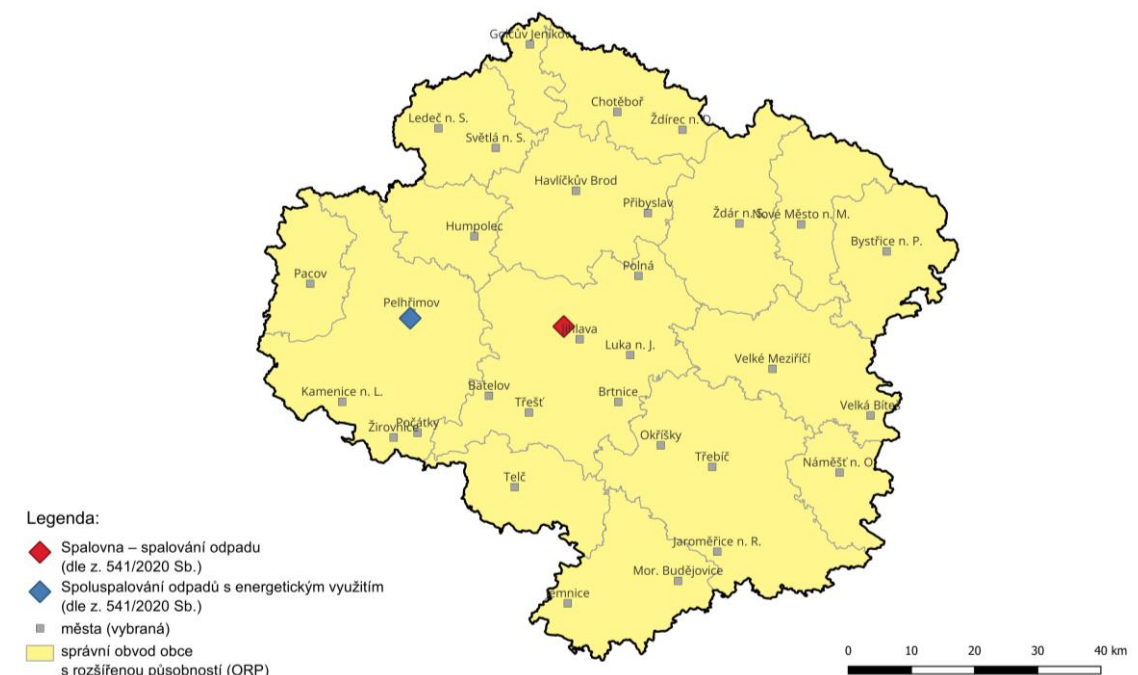 Golčův Jeníkov
Chotěboř
Ledeč n. S.
Ždírec n. D.
Světlá n. S.
Havlíčkův Brod
Přibyslav
Ždár n. S.
Nové Město n. M.
Humpolec
Bystřice n. P.
Polná
Pacov
Pelhřimov
Jihlava
Luka n. J.
Velké Meziříčí
Batelov
Kamenice n. L.
Třešť
Brtnice
Velká Bíteš
Počátky
Žirovnice
Okříšky
Třebíč
Náměšť n. O.
Telč
Jaroměřice n. R.
Mor. Budějovice
Jemnice
Legenda:
Spalovna – spalování odpadu
(dle z. 541/2020 Sb.)
Spoluspalování odpadů s energetickým využitím
(dle z. 541/2020 Sb.)
města (vybraná)
správní obvod obce
s rozšířenou působností (ORP)
0 10 20 30 40 km